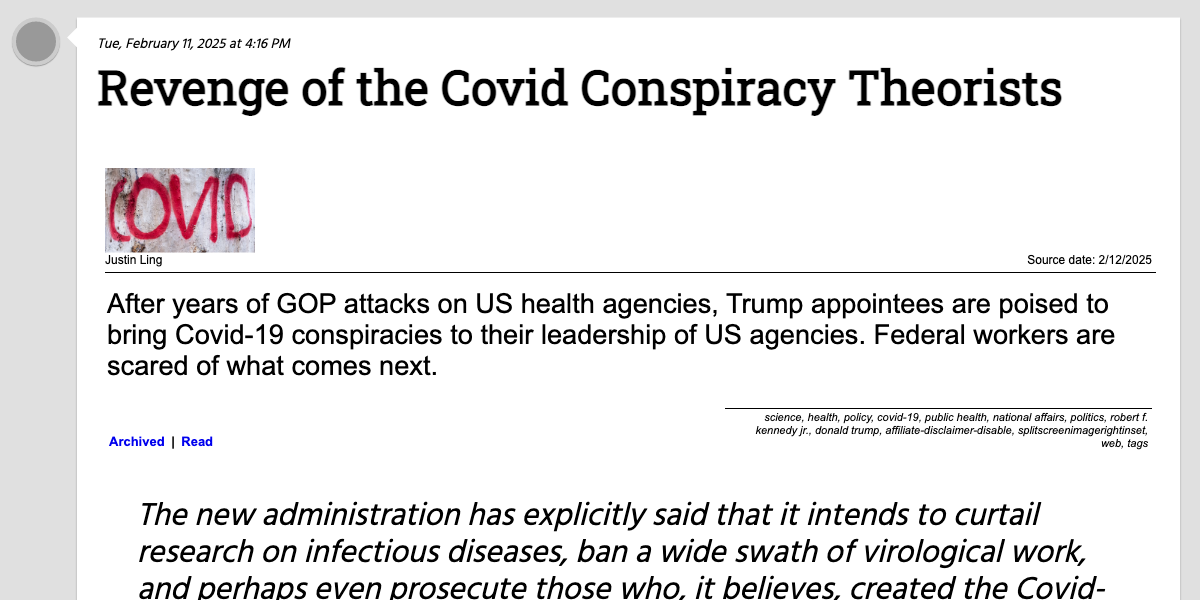 Tue, February 11, 2025 at 4:16 PM
Revenge of the Covid Conspiracy Theorists
COVID
Justin Ling
Source date: 2/12/2025
After years of GOP attacks on US health agencies, Trump appointees are poised to
bring Covid-19 conspiracies to their leadership of US agencies. Federal workers are
scared of what comes next.
science, health, policy, covid-19, public health, national affairs, politics, robert f.
kennedy jr., donald trump, affiliate-disclaimer-disable, splitscreenimagerightinset,
web, tags
Archived | Read
The new administration has explicitly said that it intends to curtail
research on infectious diseases, ban a wide swath of virological work,
and perhaps even prosecute those who, it believes, created the Covid-